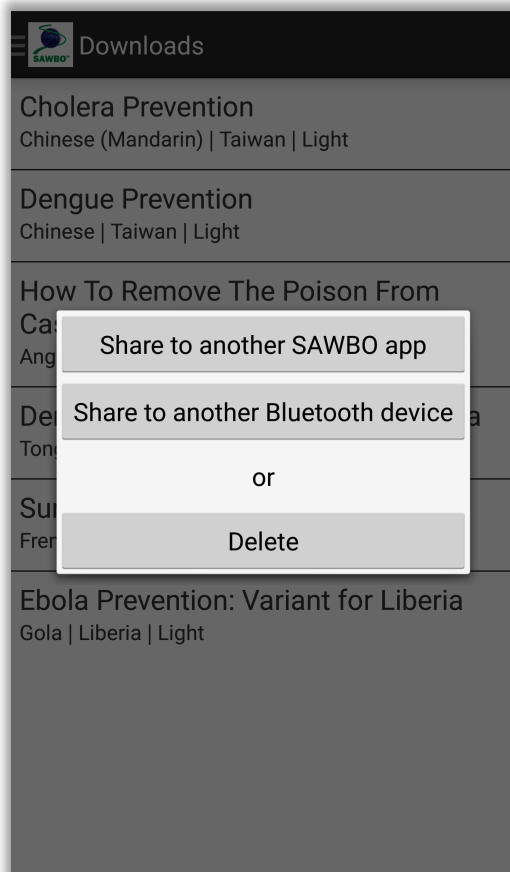 SAWBO™
Downloads
Cholera Prevention
Chinese (Mandarin) | Taiwan | Light
Dengue Prevention
Chinese | Taiwan | Light
How To Remove The Poison From
Share to another SAWBO app
Share to another Bluetooth device
or
Delete
Ebola Prevention: Variant for Liberia
Gola | Liberia | Light